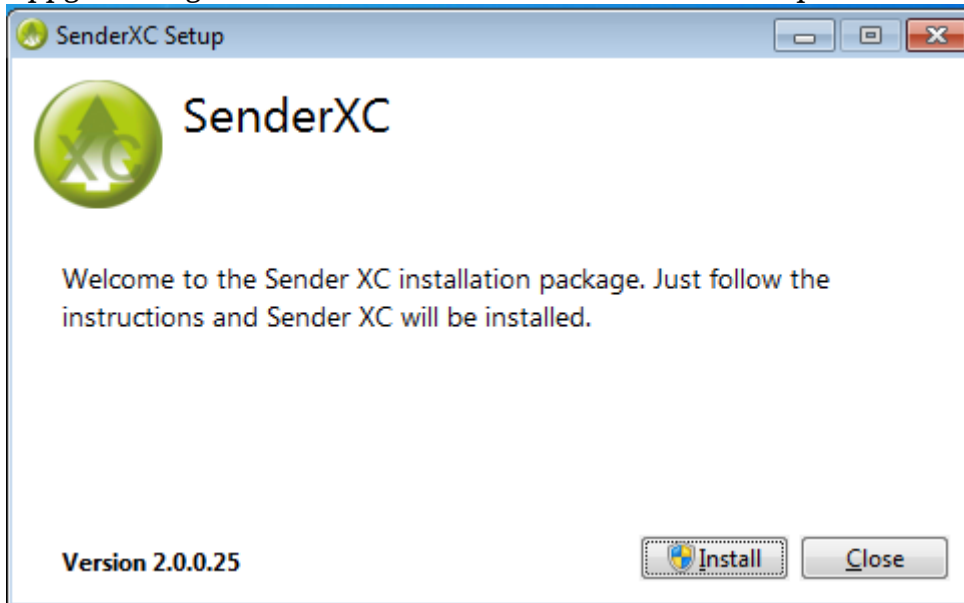 SenderXC Setup
XC
SenderXC
Welcome to the Sender XC installation package. Just follow the
instructions and Sender XC will be installed.
Version 2.0.0.25
Install
Close